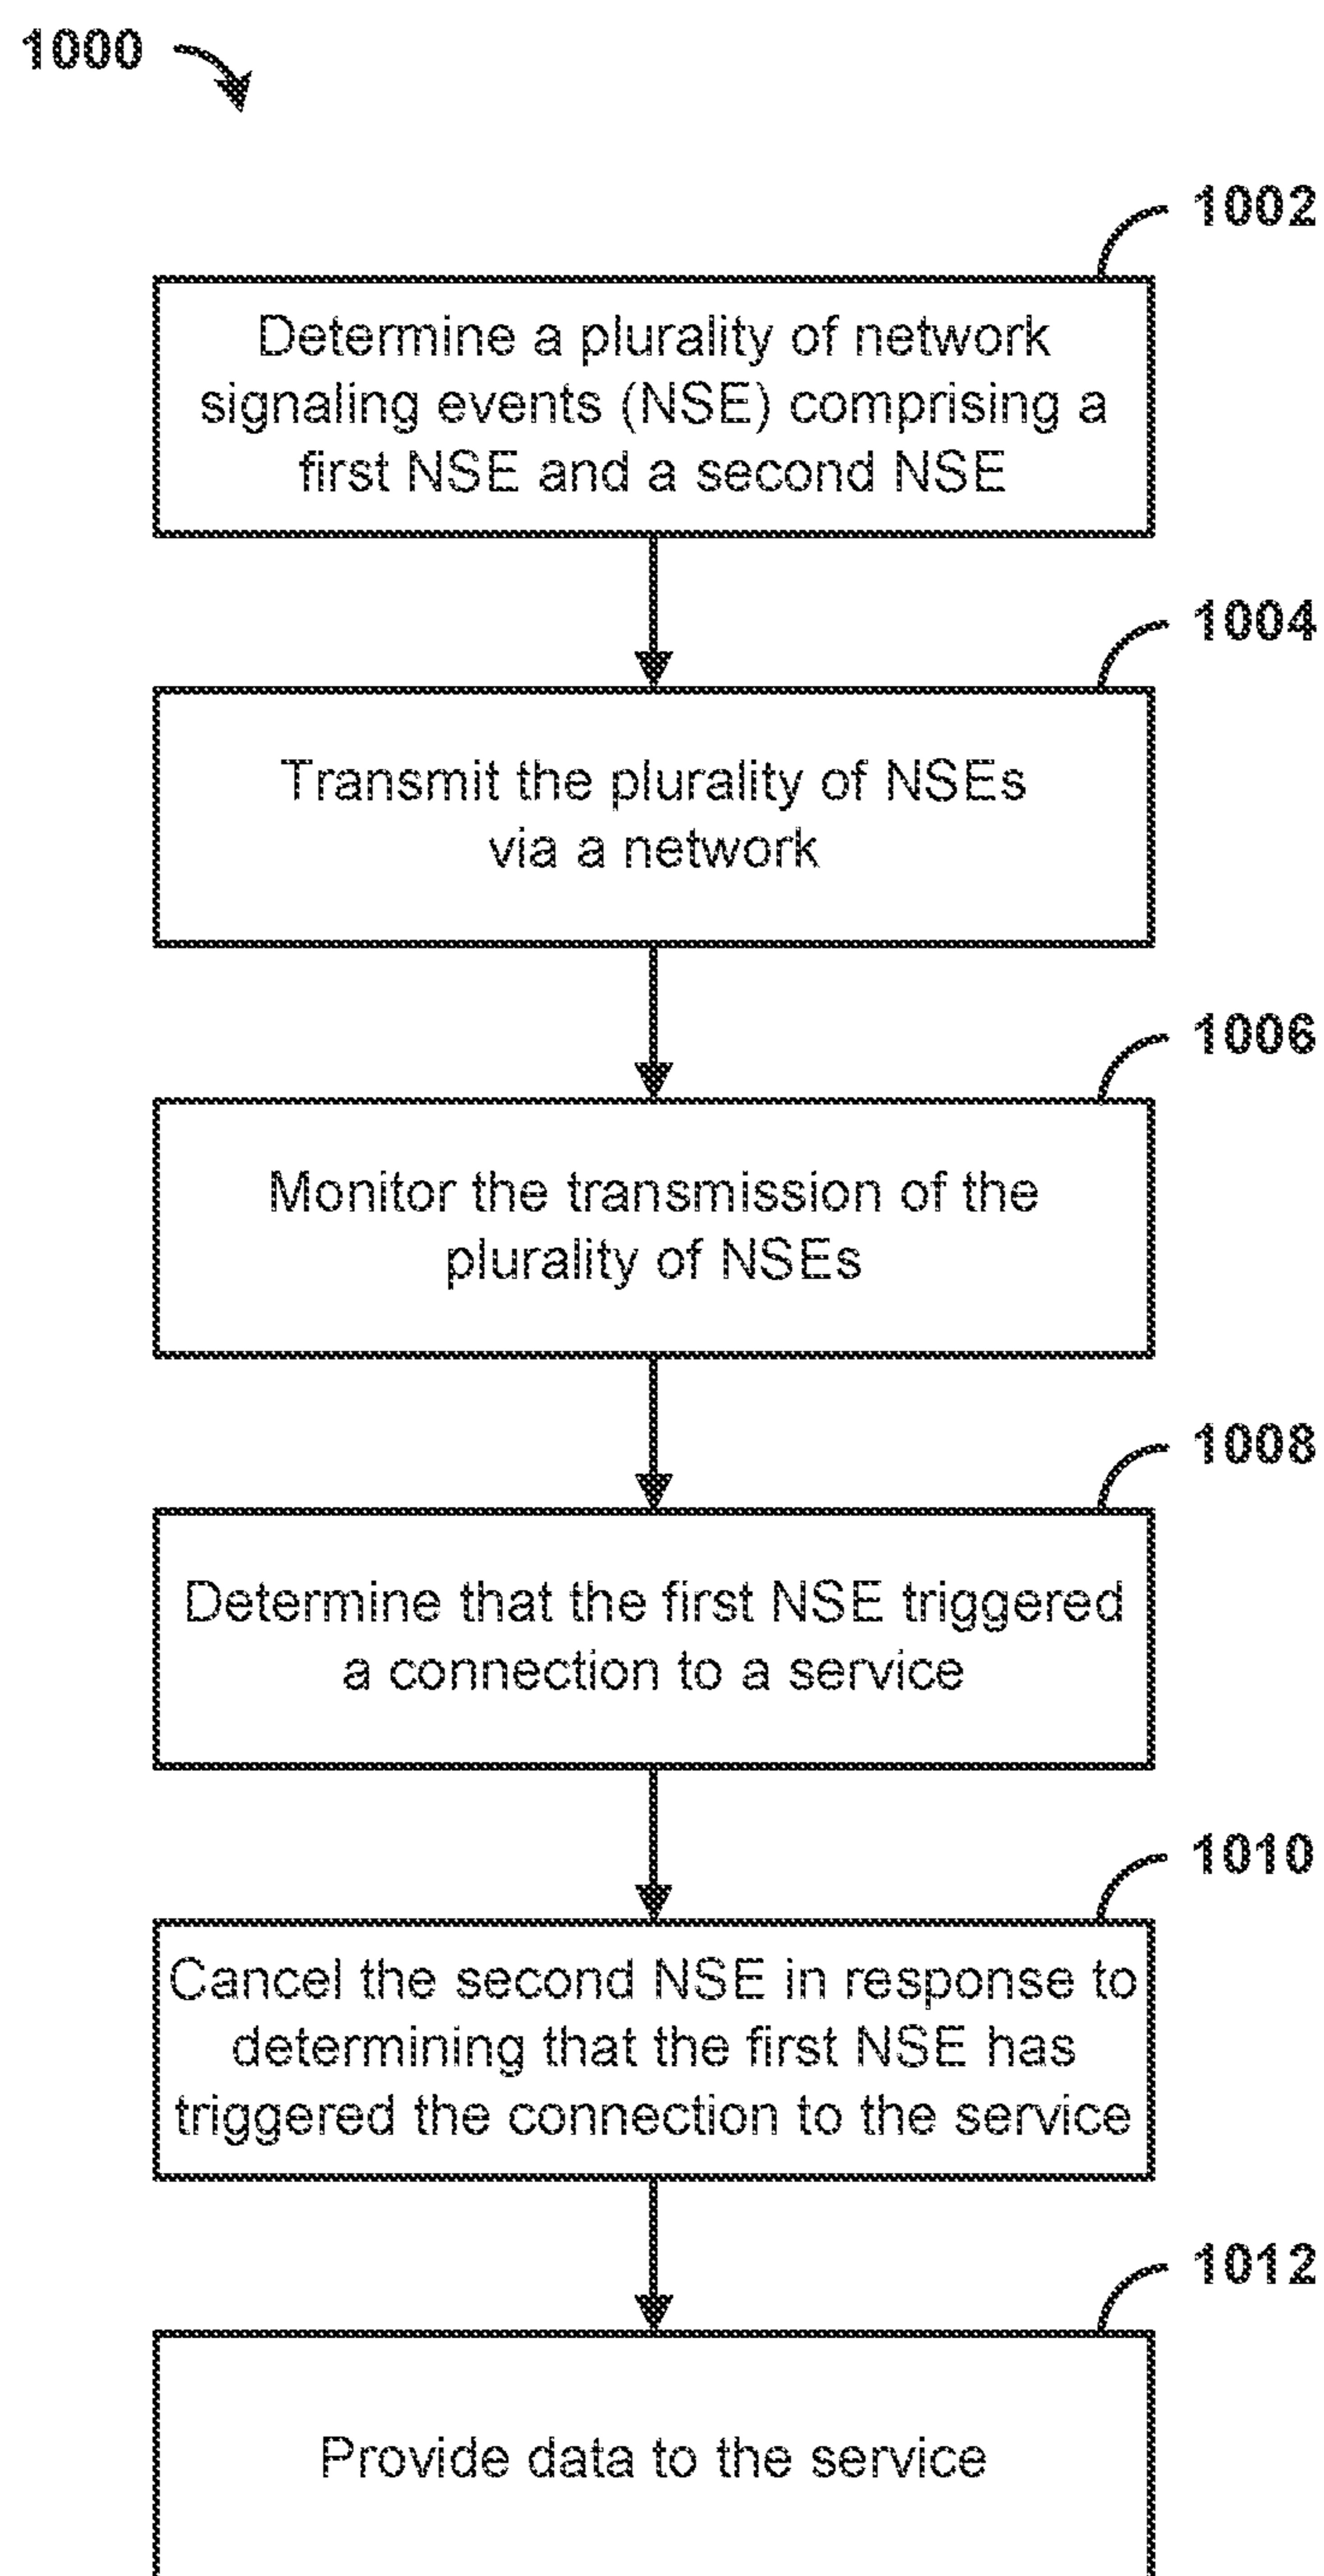 1000
1002
Determine a plurality of network
signaling events (NSE) comprising a
first NSE and a second NSE
1004
Transmit the plurality of NSEs
via a network
1006
Monitor the transmission of the
plurality of NSEs
1008
Determine that the first NSE triggered
a connection to a service
1010
Cancel the second NSE in response to
determining that the first NSE has
triggered the connection to the service
1012
Provide data to the service